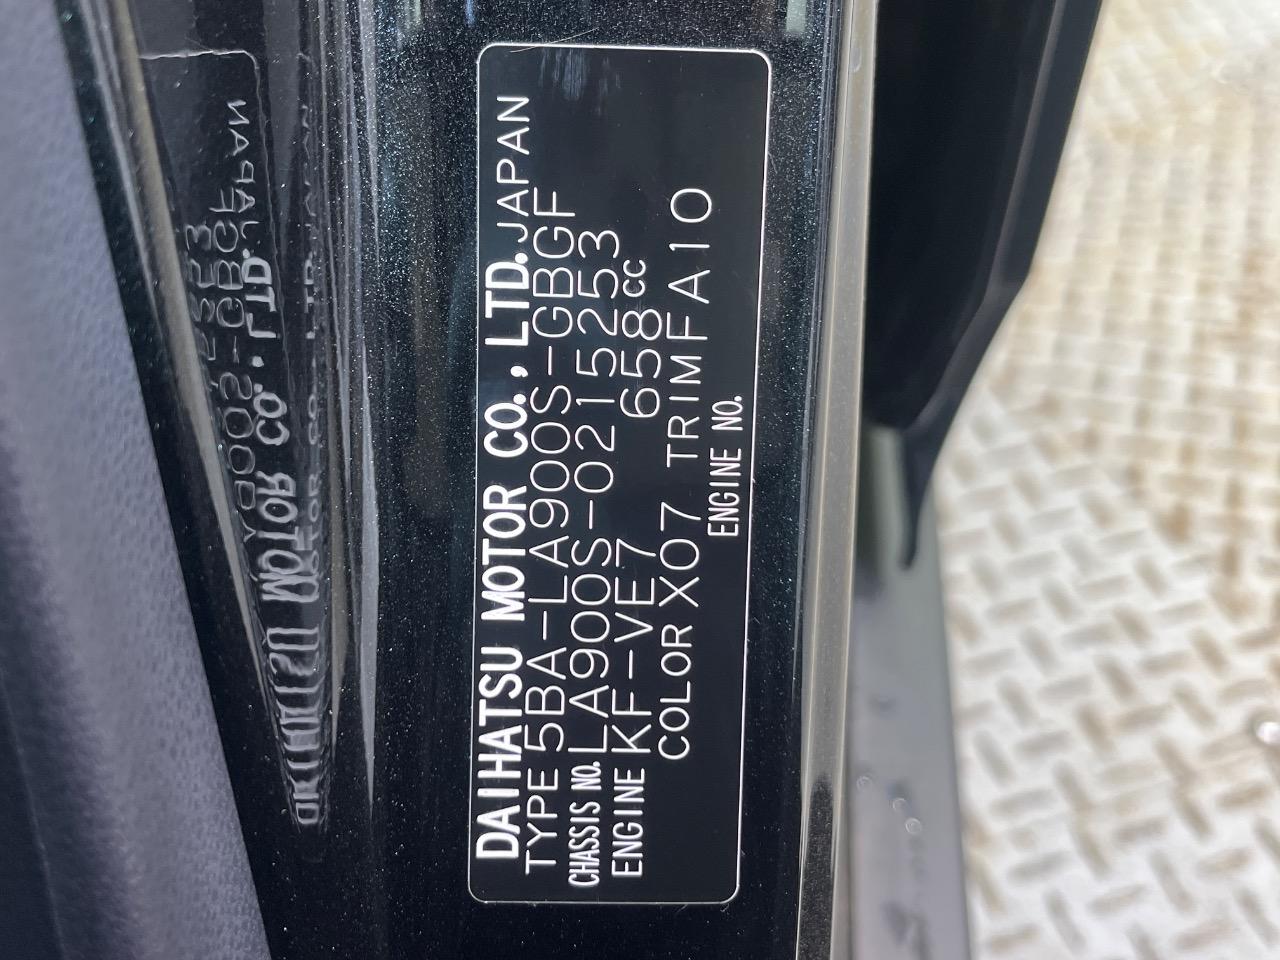 DAIHATSU MOTOR CO., LTD. JAPAN
TYPE 5BA-LA900S-GBGF
CHASSIS NO. LA900S-0215253
ENGINE KF-VE7 658cc
COLOR X07 TRIM FA10
ENGINE NO.